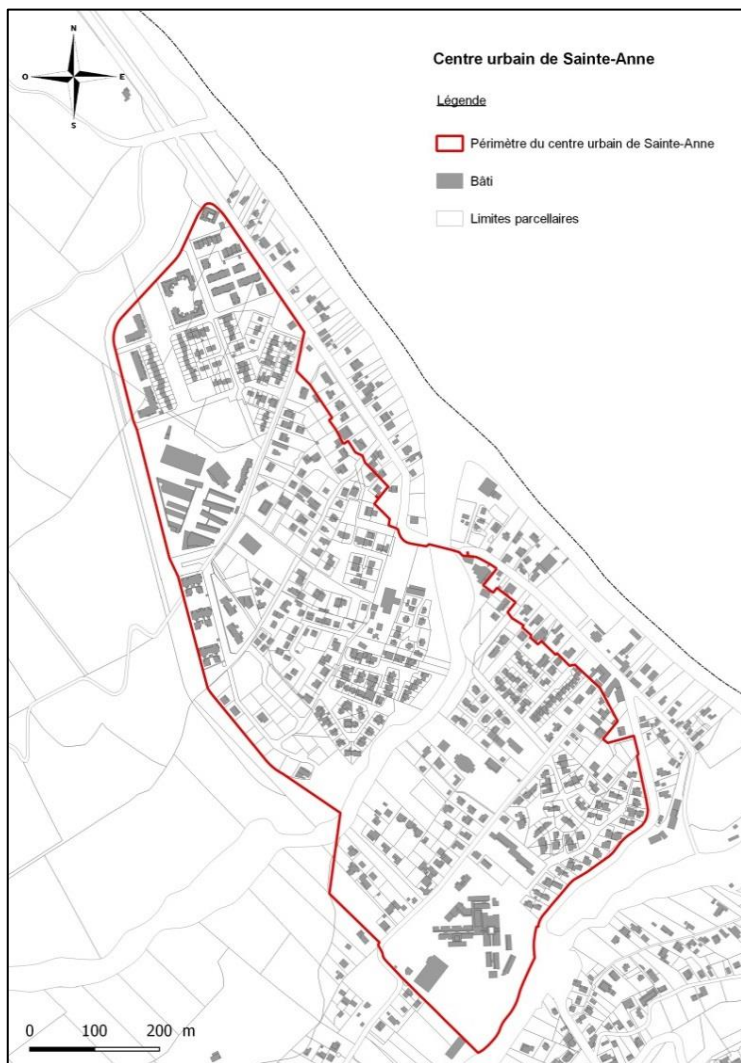 N
O E
S
Centre urbain de Sainte-Anne
Légende
Périmètre du centre urbain de Sainte-Anne
Bâti
Limites parcellaires
0 100 200 m